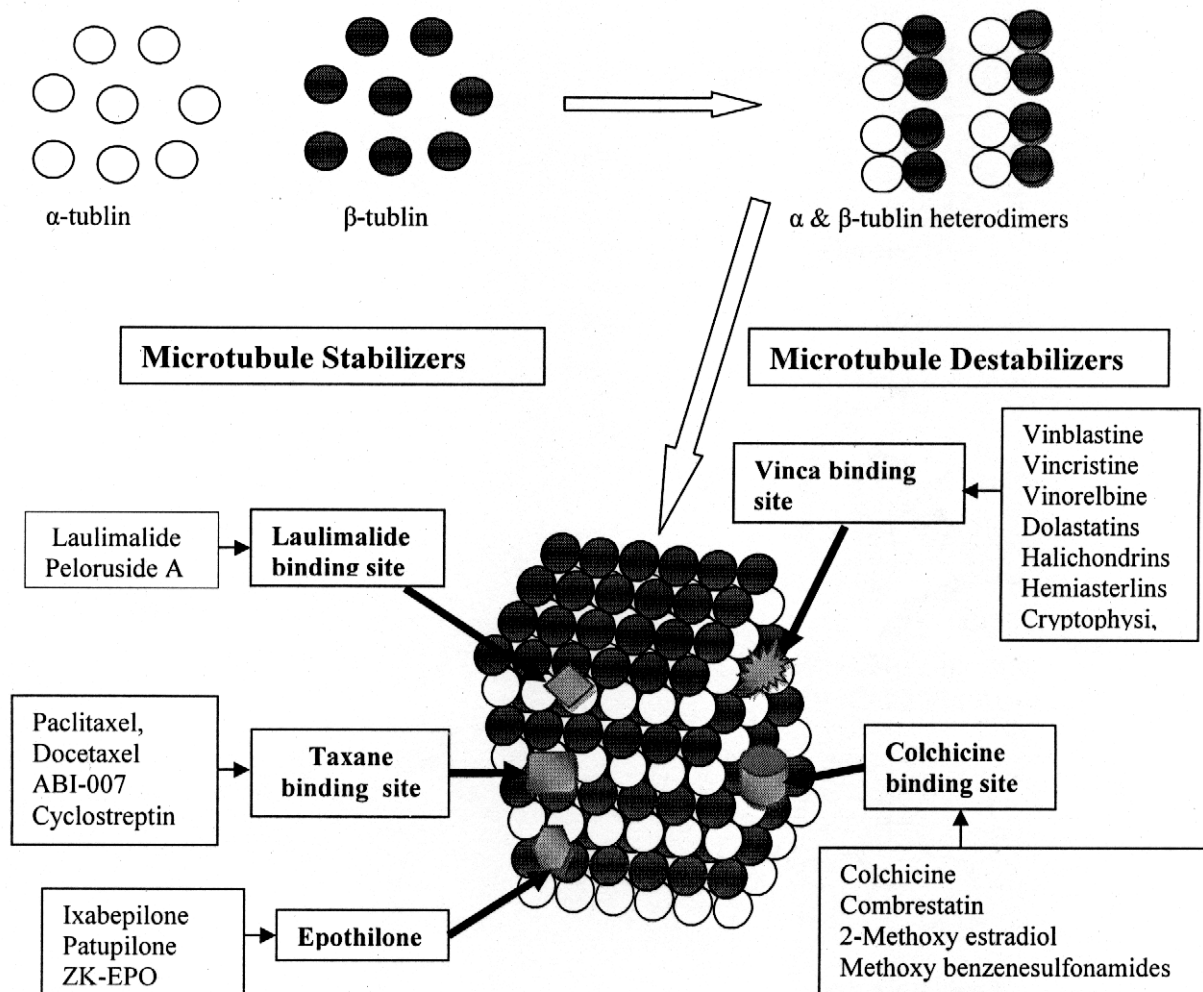 α-tublin
β-tublin
α & β-tublin heterodimers
Microtubule Stabilizers
Microtubule Destabilizers
Laulimalide
Peloruside A
Laulimalide
binding site
Paclitaxel,
Docetaxel
ABI-007
Cyclostreptin
Taxane
binding site
Ixabepilone
Patupilone
ZK-EPO
Epothilone
Vinca binding
site
Vinblastine
Vincristine
Vinorelbine
Dolastatins
Halichondrins
Hemiasterlins
Cryptophysi,
Colchicine
binding site
Colchicine
Combrestatin
2-Methoxy estradiol
Methoxy benzenesulfonamides